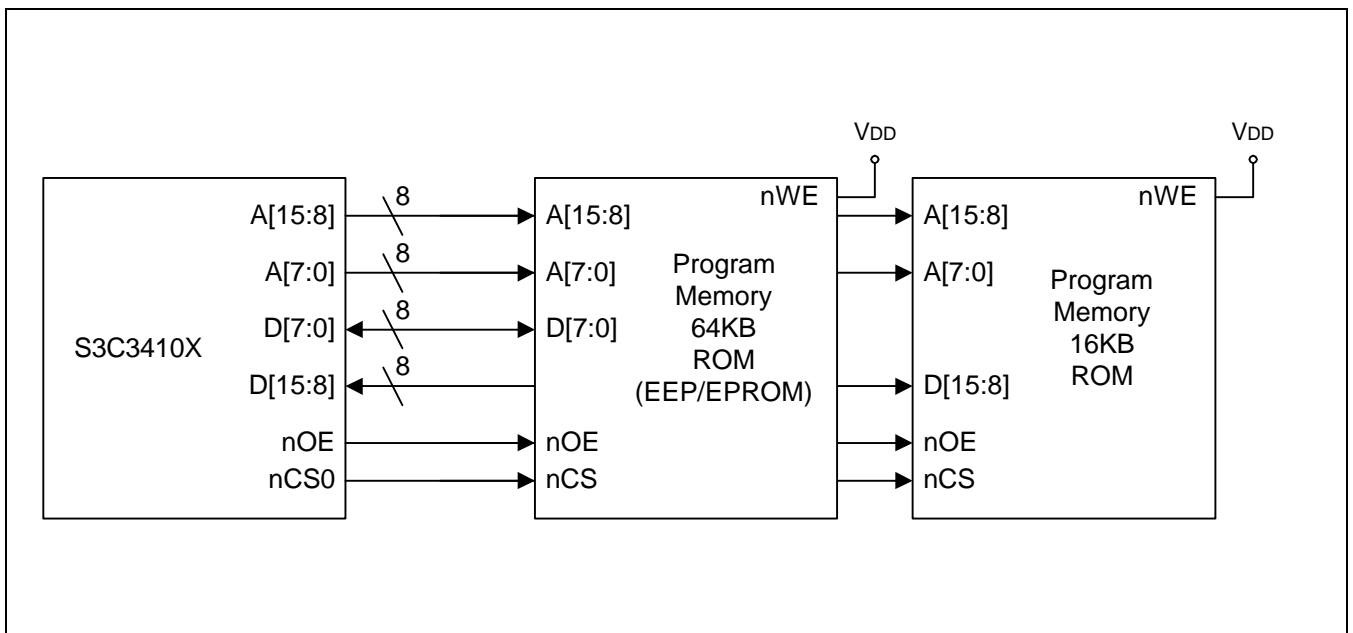 VDD
VDD
S3C3410X
A[15:8]
A[7:0]
D[7:0]
D[15:8]
nOE
nCS0
8
8
8
8
nWE
A[15:8]
A[7:0]
D[7:0]
nOE
nCS
Program
Memory
64KB
ROM
(EEP/EPROM)
nWE
A[15:8]
A[7:0]
D[15:8]
nOE
nCS
Program
Memory
16KB
ROM